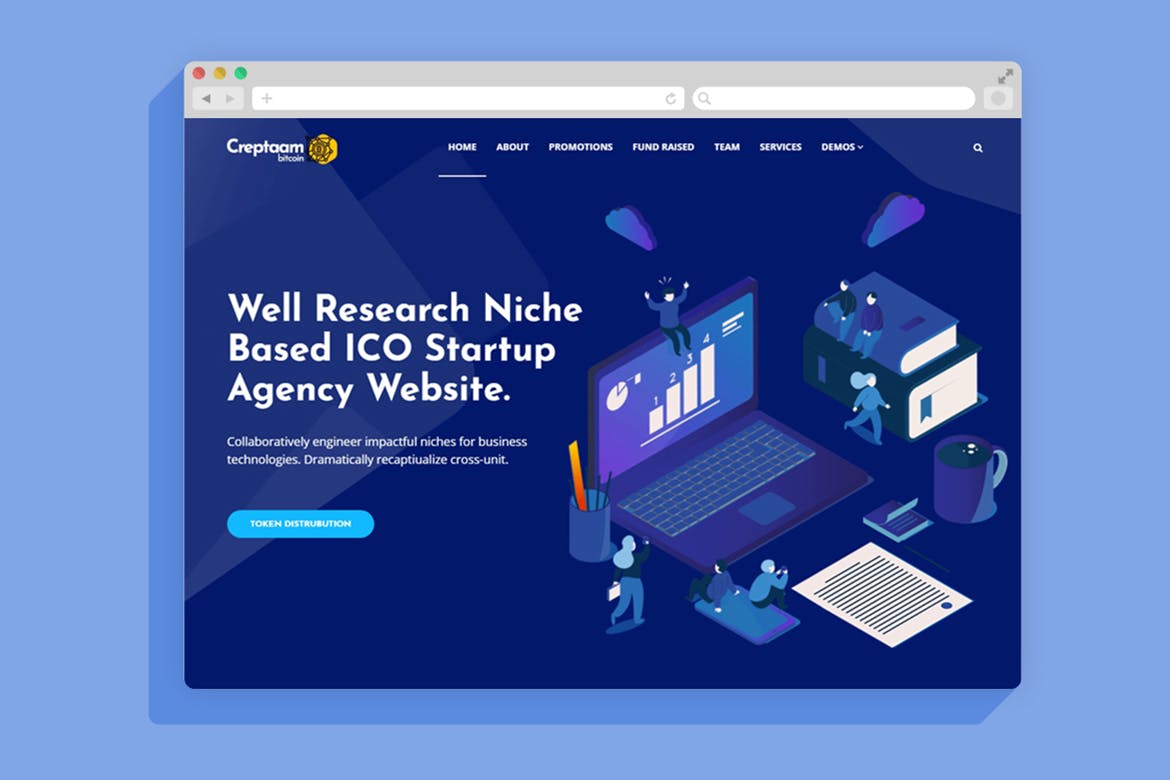 Creptaam
bitcoin
HOME ABOUT PROMOTIONS FUND RAISED TEAM SERVICES DEMOS
Well Research Niche
Based ICO Startup
Agency Website.
Collaboratively engineer impactful niches for business
technologies. Dramatically recaptiualize cross-unit.
TOKEN DISTRUBUTION
1 2 3 4